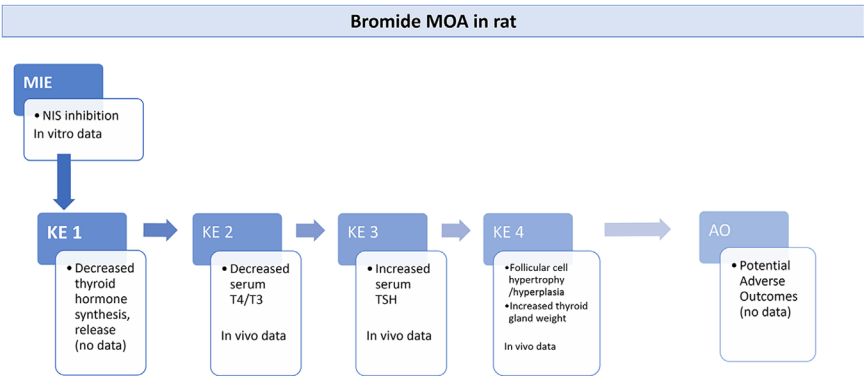 Bromide MOA in rat
MIE
• NIS inhibition
In vitro data
KE 1
• Decreased
thyroid
hormone
synthesis,
release
(no data)
KE 2
• Decreased
serum
T4/T3
In vivo data
KE 3
• Increased
serum
TSH
In vivo data
KE 4
•Follicular cell
hypertrophy
/hyperplasia
•Increased thyroid
gland weight
In vivo data
AO
• Potential
Adverse
Outcomes
(no data)